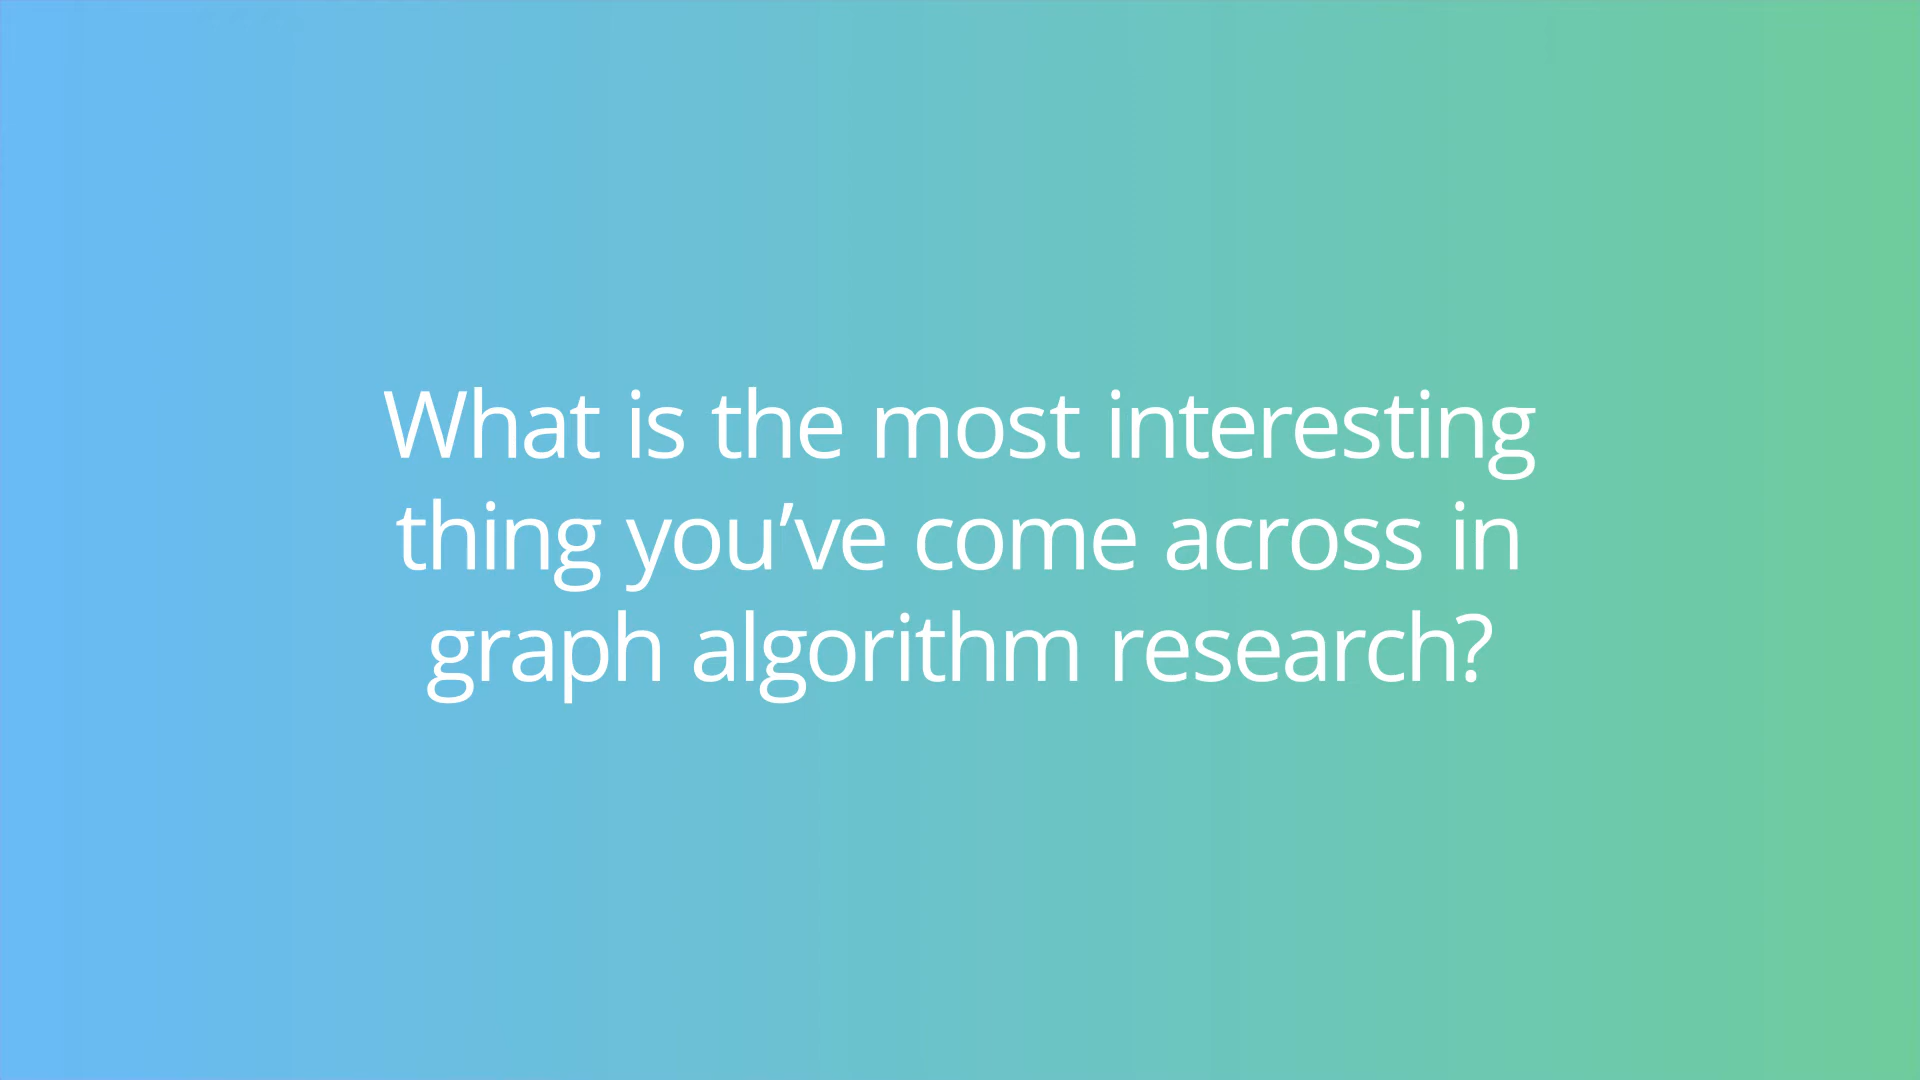 What is the most interesting
thing you’ve come across in
graph algorithm research?